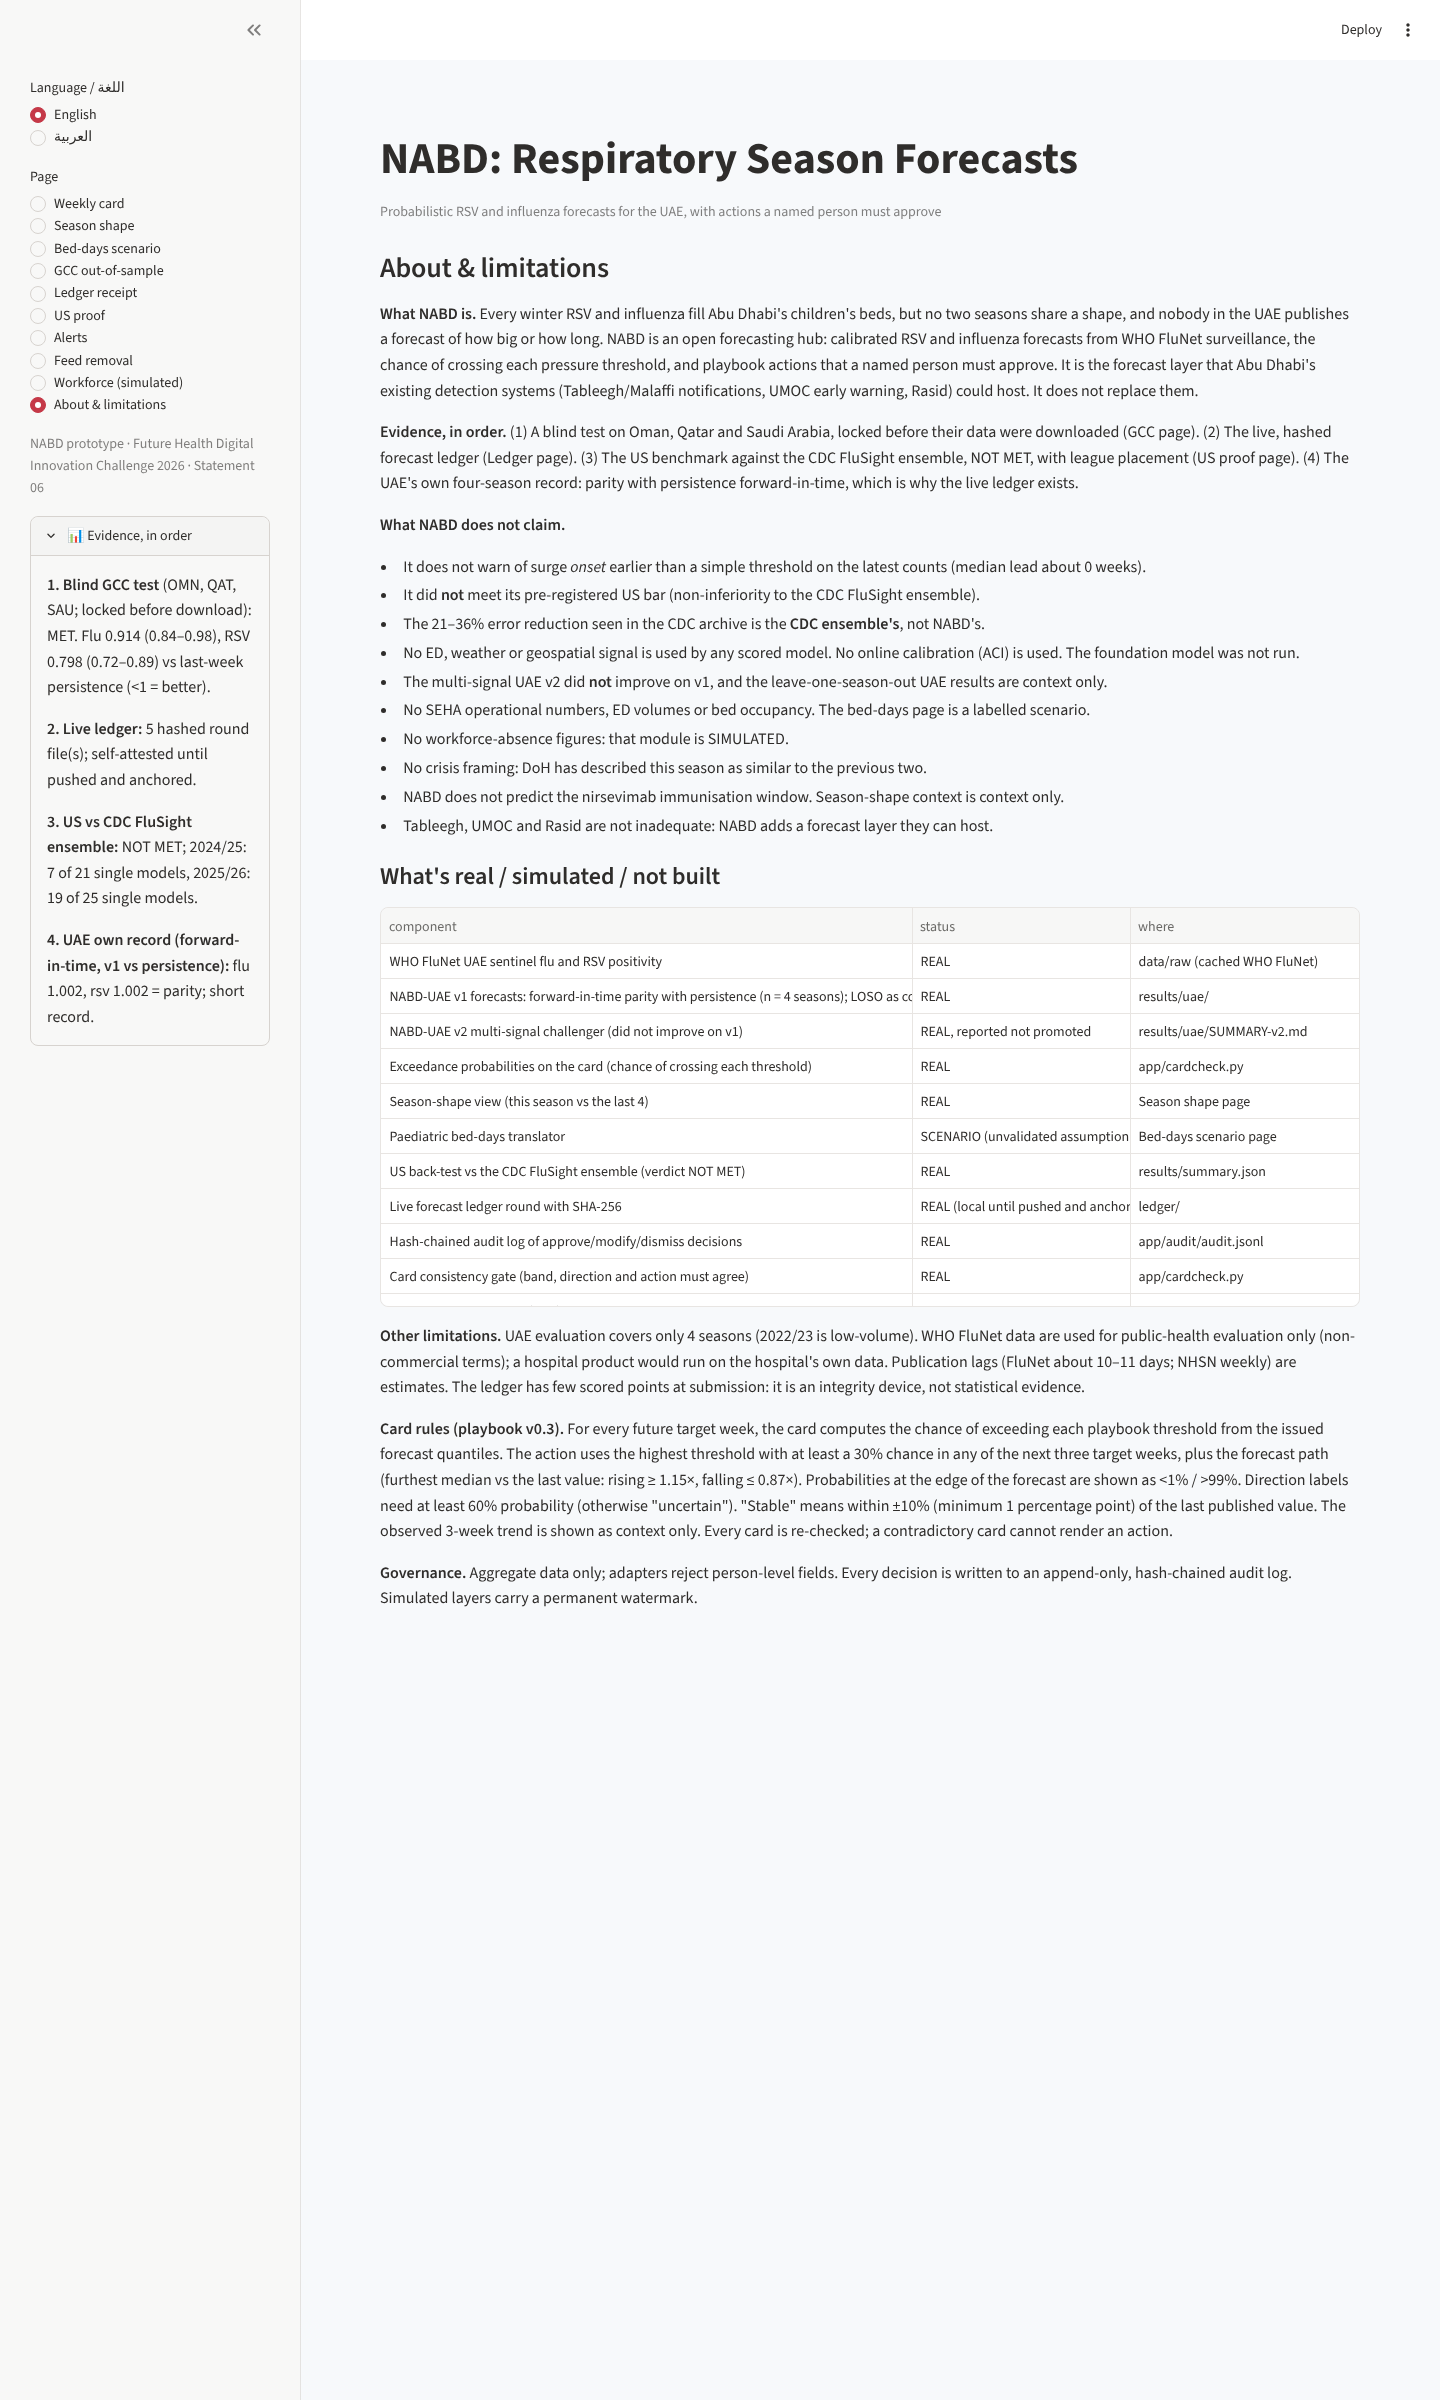 Deploy
Language / اللغة
English
العربية
Page
Weekly card
Season shape
Bed-days scenario
GCC out-of-sample
Ledger receipt
US proof
Alerts
Feed removal
Workforce (simulated)
About & limitations
NABD prototype · Future Health Digital
Innovation Challenge 2026 · Statement
06
📊 Evidence, in order
1. Blind GCC test (OMN, QAT,
SAU; locked before download):
MET. Flu 0.914 (0.84–0.98), RSV
0.798 (0.72–0.89) vs last-week
persistence (<1 = better).
2. Live ledger: 5 hashed round
file(s); self-attested until
pushed and anchored.
3. US vs CDC FluSight
ensemble: NOT MET; 2024/25:
7 of 21 single models, 2025/26:
19 of 25 single models.
4. UAE own record (forward-
in-time, v1 vs persistence): flu
1.002, rsv 1.002 = parity; short
record.
NABD: Respiratory Season Forecasts
Probabilistic RSV and influenza forecasts for the UAE, with actions a named person must approve
About & limitations
What NABD is. Every winter RSV and influenza fill Abu Dhabi's children's beds, but no two seasons share a shape, and nobody in the UAE publishes
a forecast of how big or how long. NABD is an open forecasting hub: calibrated RSV and influenza forecasts from WHO FluNet surveillance, the
chance of crossing each pressure threshold, and playbook actions that a named person must approve. It is the forecast layer that Abu Dhabi's
existing detection systems (Tableegh/Malaffi notifications, UMOC early warning, Rasid) could host. It does not replace them.
Evidence, in order. (1) A blind test on Oman, Qatar and Saudi Arabia, locked before their data were downloaded (GCC page). (2) The live, hashed
forecast ledger (Ledger page). (3) The US benchmark against the CDC FluSight ensemble, NOT MET, with league placement (US proof page). (4) The
UAE's own four-season record: parity with persistence forward-in-time, which is why the live ledger exists.
What NABD does not claim.
• It does not warn of surge onset earlier than a simple threshold on the latest counts (median lead about 0 weeks).
• It did not meet its pre-registered US bar (non-inferiority to the CDC FluSight ensemble).
• The 21–36% error reduction seen in the CDC archive is the CDC ensemble's, not NABD's.
• No ED, weather or geospatial signal is used by any scored model. No online calibration (ACI) is used. The foundation model was not run.
• The multi-signal UAE v2 did not improve on v1, and the leave-one-season-out UAE results are context only.
• No SEHA operational numbers, ED volumes or bed occupancy. The bed-days page is a labelled scenario.
• No workforce-absence figures: that module is SIMULATED.
• No crisis framing: DoH has described this season as similar to the previous two.
• NABD does not predict the nirsevimab immunisation window. Season-shape context is context only.
• Tableegh, UMOC and Rasid are not inadequate: NABD adds a forecast layer they can host.
What's real / simulated / not built
component status where
WHO FluNet UAE sentinel flu and RSV positivity REAL data/raw (cached WHO FluNet)
NABD-UAE v1 forecasts: forward-in-time parity with persistence (n = 4 seasons); LOSO as co REAL results/uae/
NABD-UAE v2 multi-signal challenger (did not improve on v1) REAL, reported not promoted results/uae/SUMMARY-v2.md
Exceedance probabilities on the card (chance of crossing each threshold) REAL app/cardcheck.py
Season-shape view (this season vs the last 4) REAL Season shape page
Paediatric bed-days translator SCENARIO (unvalidated assumption Bed-days scenario page
US back-test vs the CDC FluSight ensemble (verdict NOT MET) REAL results/summary.json
Live forecast ledger round with SHA-256 REAL (local until pushed and anchor ledger/
Hash-chained audit log of approve/modify/dismiss decisions REAL app/audit/audit.jsonl
Card consistency gate (band, direction and action must agree) REAL app/cardcheck.py
Other limitations. UAE evaluation covers only 4 seasons (2022/23 is low-volume). WHO FluNet data are used for public-health evaluation only (non-
commercial terms); a hospital product would run on the hospital's own data. Publication lags (FluNet about 10–11 days; NHSN weekly) are
estimates. The ledger has few scored points at submission: it is an integrity device, not statistical evidence.
Card rules (playbook v0.3). For every future target week, the card computes the chance of exceeding each playbook threshold from the issued
forecast quantiles. The action uses the highest threshold with at least a 30% chance in any of the next three target weeks, plus the forecast path
(furthest median vs the last value: rising ≥ 1.15×, falling ≤ 0.87×). Probabilities at the edge of the forecast are shown as <1% / >99%. Direction labels
need at least 60% probability (otherwise "uncertain"). "Stable" means within ±10% (minimum 1 percentage point) of the last published value. The
observed 3-week trend is shown as context only. Every card is re-checked; a contradictory card cannot render an action.
Governance. Aggregate data only; adapters reject person-level fields. Every decision is written to an append-only, hash-chained audit log.
Simulated layers carry a permanent watermark.